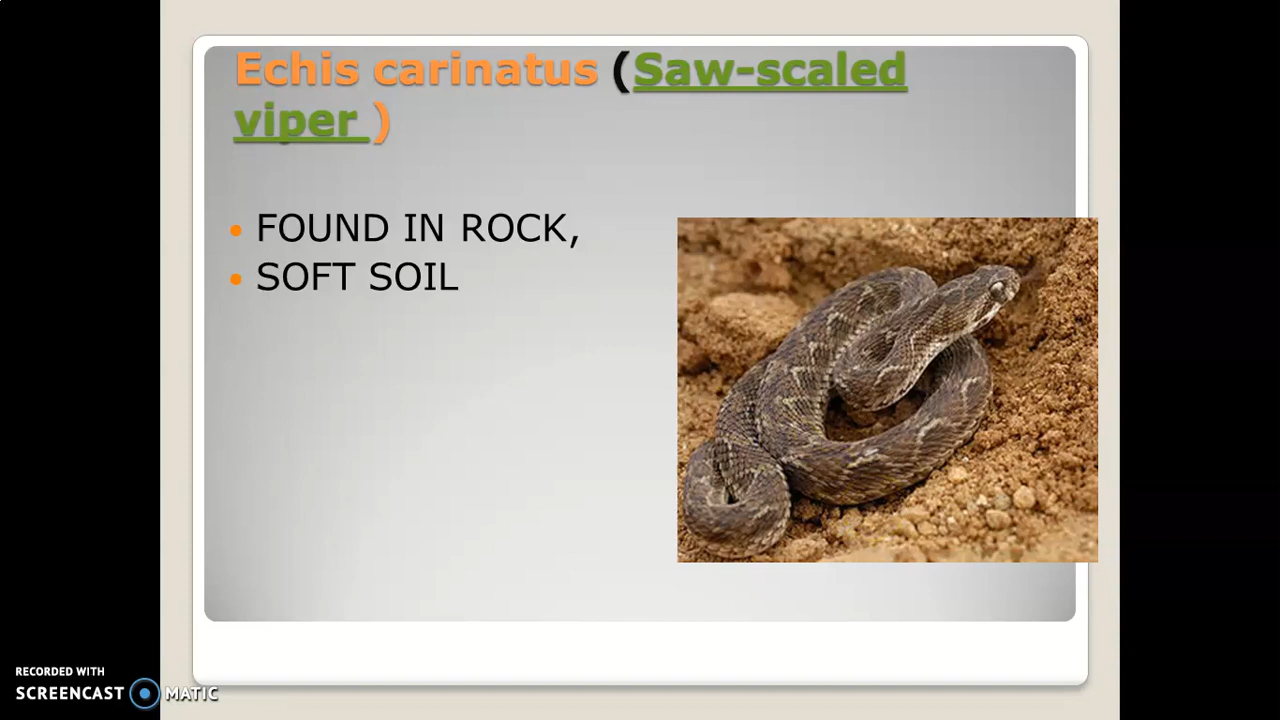 Echis carinatus (Saw-scaled
viper )
FOUND IN ROCK,
SOFT SOIL
RECORDED WITH
SCREENCAST MATIC